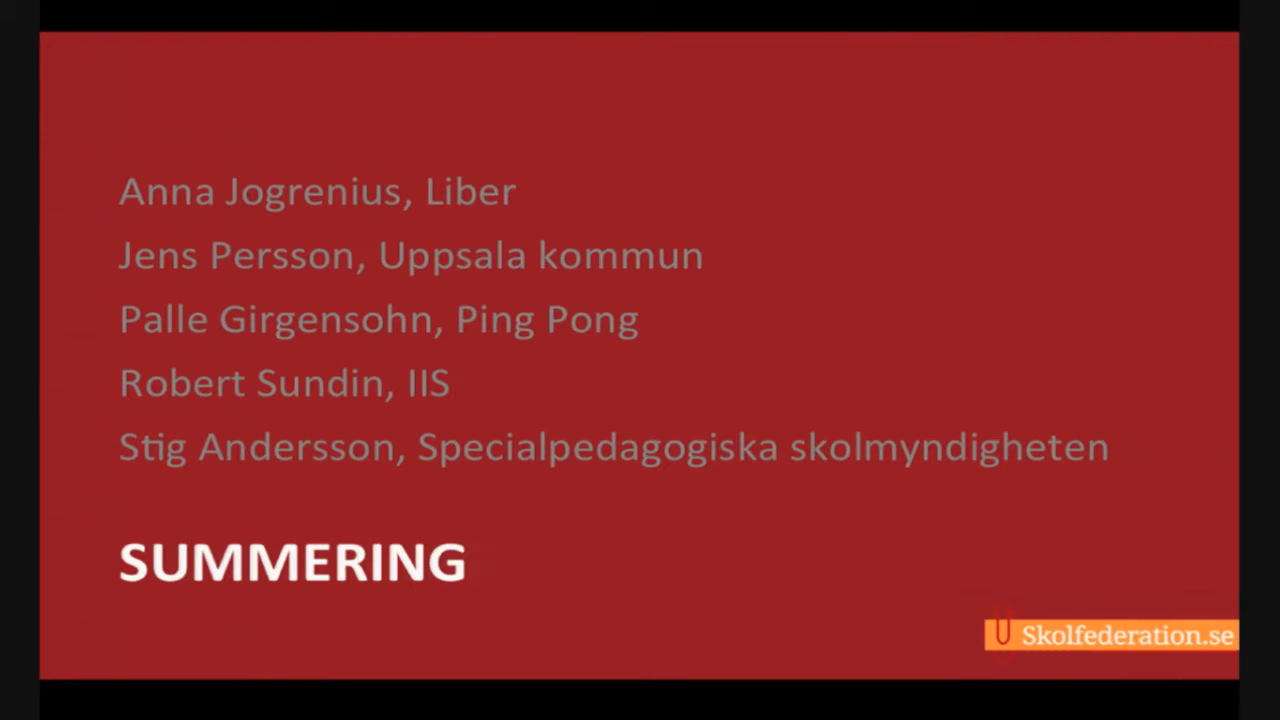 Anna Jogrenius, Liber
Jens Persson, Uppsala kommun
Palle Girgensohn, Ping Pong
Robert Sundin, IIS
Stig Andersson, Specialpedagogiska skolmyndigheten
SUMMERING
Skolfederation.se